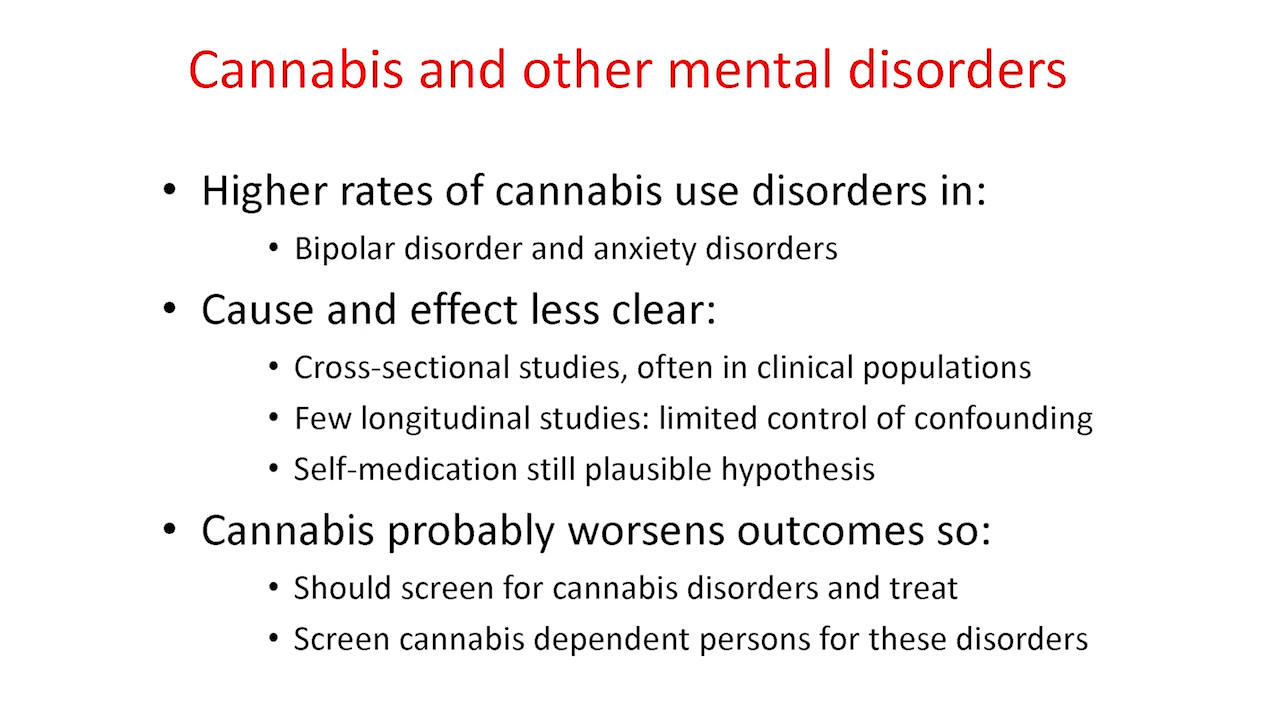 Cannabis and other mental disorders
• Higher rates of cannabis use disorders in:
• Bipolar disorder and anxiety disorders
• Cause and effect less clear:
• Cross-sectional studies, often in clinical populations
• Few longitudinal studies: limited control of confounding
• Self-medication still plausible hypothesis
• Cannabis probably worsens outcomes so:
• Should screen for cannabis disorders and treat
• Screen cannabis dependent persons for these disorders